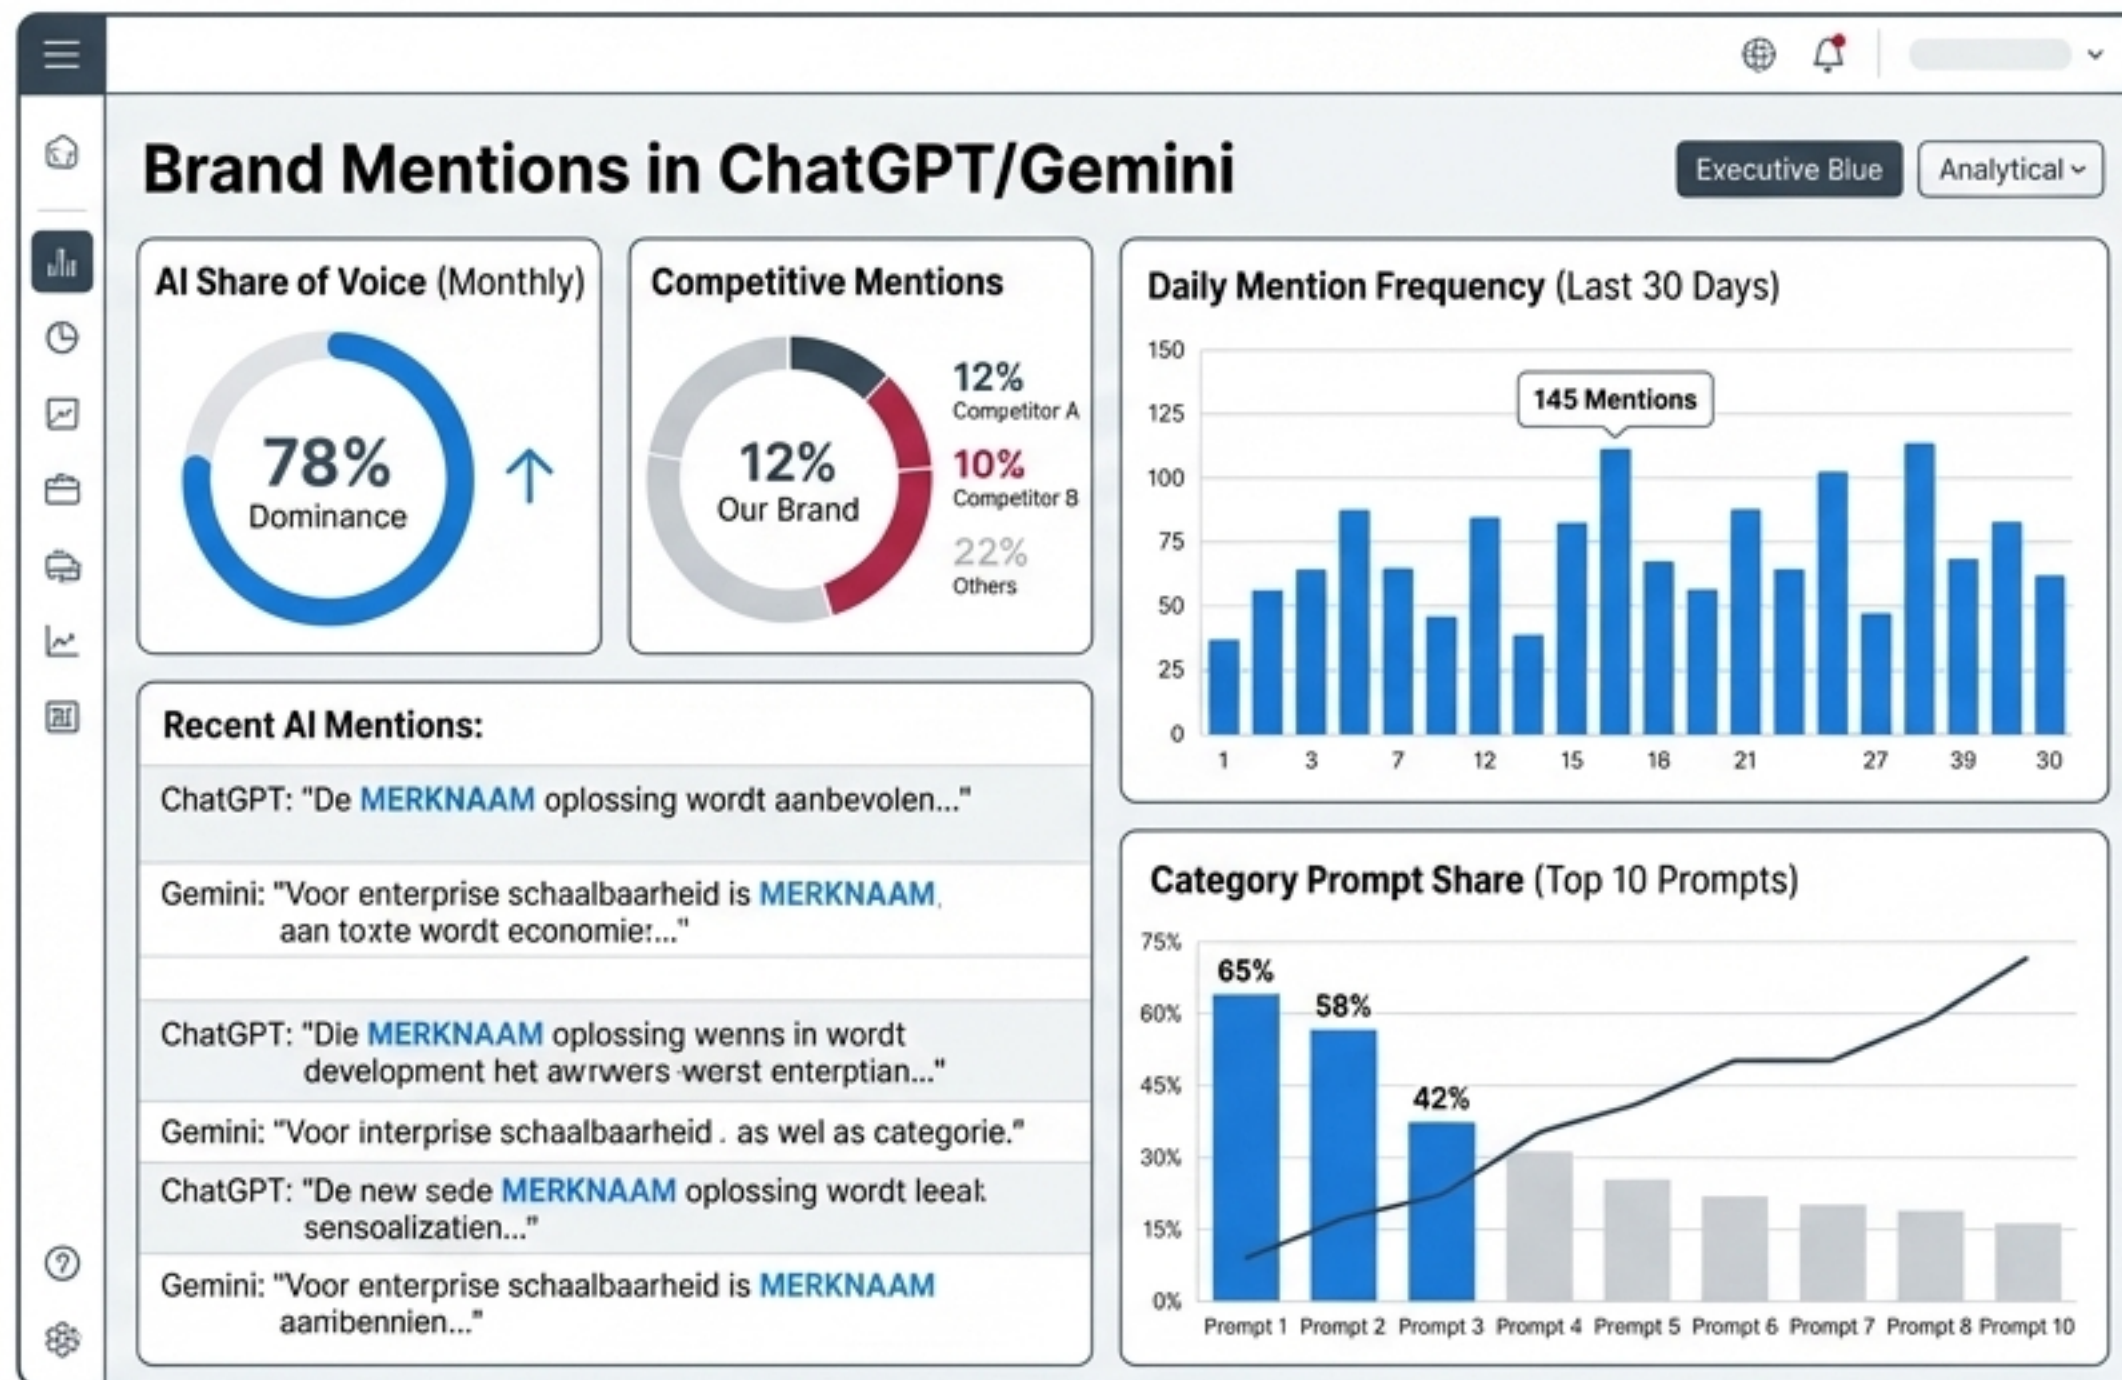 Brand Mentions in ChatGPT/Gemini
Executive Blue
Analytical
AI Share of Voice (Monthly)
78%
Dominance
Competitive Mentions
12%
Our Brand
12%
Competitor A
10%
Competitor B
22%
Others
Daily Mention Frequency (Last 30 Days)
150
125
100
75
50
25
0
145 Mentions
1 3 7 12 15 18 21 27 39 30
Recent AI Mentions:
ChatGPT: "De MERKNAAM oplossing wordt aanbevolen..."
Gemini: "Voor enterprise schaalbaarheid is MERKNAAM,
aan toxte wordt economie:..."
ChatGPT: "Die MERKNAAM oplossing wenns in wordt
development het awrwers werst enterptian..."
Gemini: "Voor interprise schaalbaarheid . as wel as categorie."
ChatGPT: "De new sede MERKNAAM oplossing wordt leeak
sensoalizatien..."
Gemini: "Voor enterprise schaalbaarheid is MERKNAAM
aanibennien..."
Category Prompt Share (Top 10 Prompts)
75%
60%
45%
30%
15%
0%
65%
58%
42%
Prompt 1 Prompt 2 Prompt 3 Prompt 4 Prempt 5 Prompt 6 Prompt 7 Prompt 8 Prompt 10